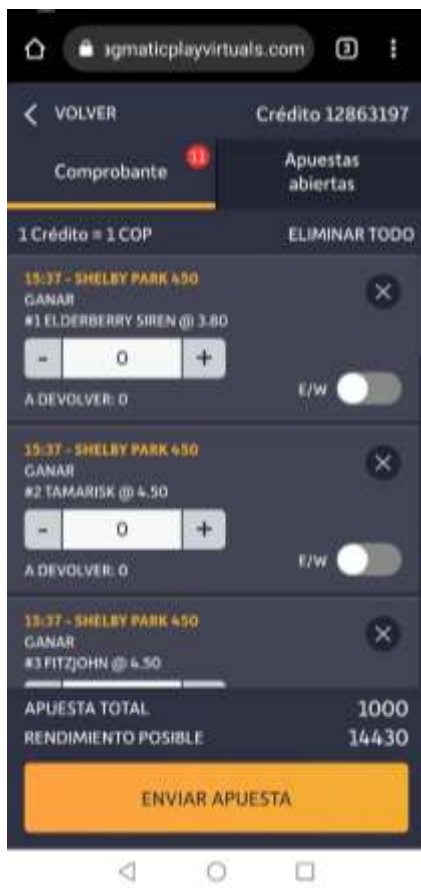 agmaticplayvirtuals.com
3
VOLVER
Crédito 12863197
Comprobante
11
Apuestas
abiertas
1 Crédito = 1 COP
ELIMINAR TODO
15:37 - SHELBY PARK 450
GANAR
#1 ELDERBERRY SIREN @ 3.80
- 0 +
A DEVOLVER: 0
E/W
15:37 - SHELBY PARK 450
GANAR
#2 TAMARISK @ 4.50
- 0 +
A DEVOLVER: 0
E/W
15:37 - SHELBY PARK 450
GANAR
#3 FITZJOHN @ 4.50
APUESTA TOTAL
1000
RENDIMIENTO POSIBLE
14430
ENVIAR APUESTA